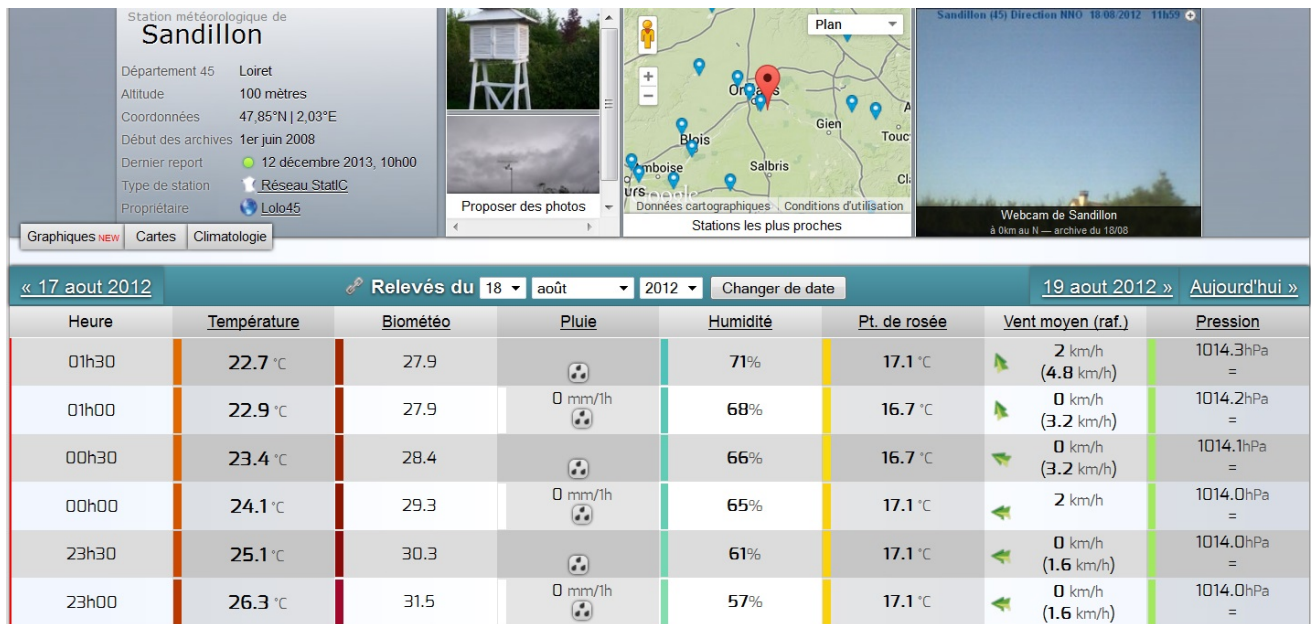 Station météorologique de
Sandillon
Département 45 Loiret
Altitude 100 mètres
Coordonnées 47,85°N | 2,03°E
Début des archives 1er juin 2008
Dernier report 12 décembre 2013, 10h00
Type de station Réseau StatIC
Propriétaire Lolo45
Graphiques NEW Cartes Climatologie
Proposer des photos
Plan
Gien
Blois
Salbris
Données cartographiques Conditions d'utilisation
Stations les plus proches
Sandillon (45) Direction NNO 18/08/2012 11h59
Webcam de Sandillon
à 0km au N — archive du 18/08
« 17 aout 2012 Relevés du 18 août 2012 Changer de date 19 aout 2012 » Aujourd'hui »
Heure Température Biométéo Pluie Humidité Pt. de rosée Vent moyen (raf.) Pression
01h30 22.7 °C 27.9 71% 17.1 °C 2 km/h (4.8 km/h) 1014.3hPa =
01h00 22.9 °C 27.9 0 mm/1h 68% 16.7 °C 0 km/h (3.2 km/h) 1014.2hPa =
00h30 23.4 °C 28.4 66% 16.7 °C 0 km/h (3.2 km/h) 1014.1hPa =
00h00 24.1 °C 29.3 0 mm/1h 65% 17.1 °C 2 km/h 1014.0hPa =
23h30 25.1 °C 30.3 61% 17.1 °C 0 km/h (1.6 km/h) 1014.0hPa =
23h00 26.3 °C 31.5 0 mm/1h 57% 17.1 °C 0 km/h (1.6 km/h) 1014.0hPa =